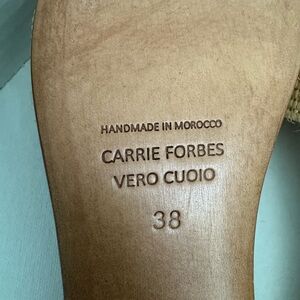 HANDMADE IN MOROCCO
CARRIE FORBES
VERO CUOIO
38